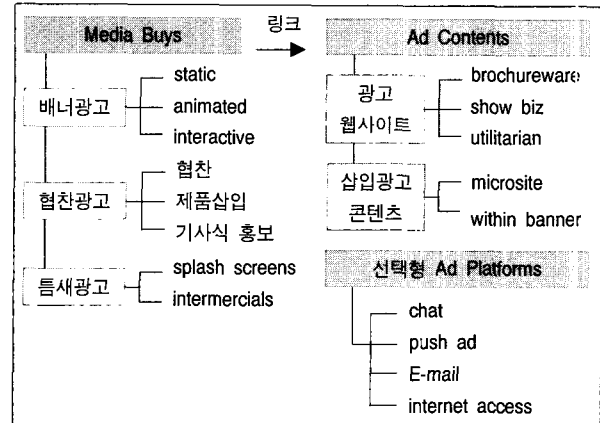 Media Buys
링크
Ad Contents
배너광고
static
animated
interactive
협찬광고
협찬
제품삽입
기사식 홍보
틈새광고
splash screens
intermercials
광고
웹사이트
brochureware
show biz
utilitarian
삽입광고
콘텐츠
microsite
within banner
선택형 Ad Platforms
chat
push ad
E-mail
internet access